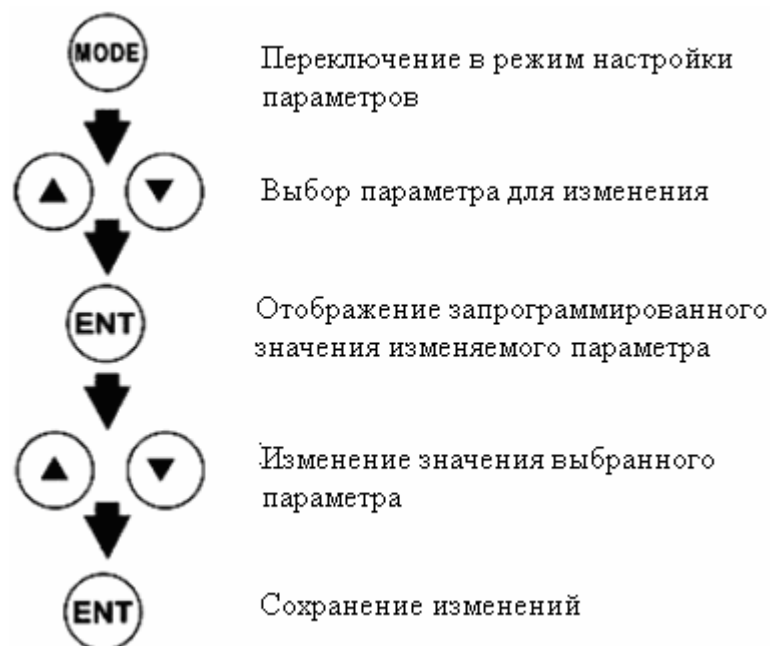 MODE
Переключение в режим настройки
параметров
Выбор параметра для изменения
ENT
Отображение запрограммированного
значения изменяемого параметра
Изменение значения выбранного
параметра
ENT
Сохранение изменений